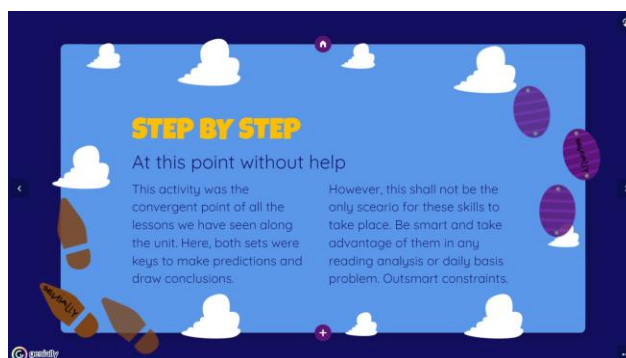 STEP BY STEP
At this point without help
This activity was the
convergent point of all the
lessons we have seen along
the unit. Here, both sets were
keys to make predictions and
draw conclusions.
However, this shall not be the
only sceario for these skills to
take place. Be smart and take
advantage of them in any
reading analysis or daily basis
problem. Outsmart constraints.
GENIALLY
GENIALLY
genially